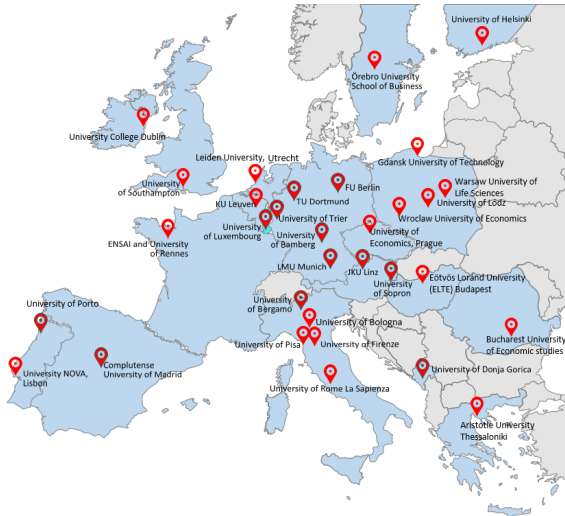 University of Helsinki
Örebro University
School of Business
University College Dublin
Leiden University, Utrecht
Gdansk University of Technology
University
of Southampton
KU Leuven
TU Dortmund
FU Berlin
Warsaw University of
Life Sciences
University of Łódz
Wroclaw University of Economics
University of Trier
University
of Luxembourg
University
of Bamberg
University of
Economics, Prague
ENSAI and University
of Rennes
LMU Munich
JKU Linz
University
of Sopron
Eötvös Loránd University
(ELTE) Budapest
University of Porto
University
of Bergamo
University of Bologna
University of Pisa
University of Firenze
Bucharest University
of Economic studies
University NOVA,
Lisbon
Complutense
University of Madrid
University of Donja Gorica
University of Rome La Sapienza
Aristotle University
Thessaloniki